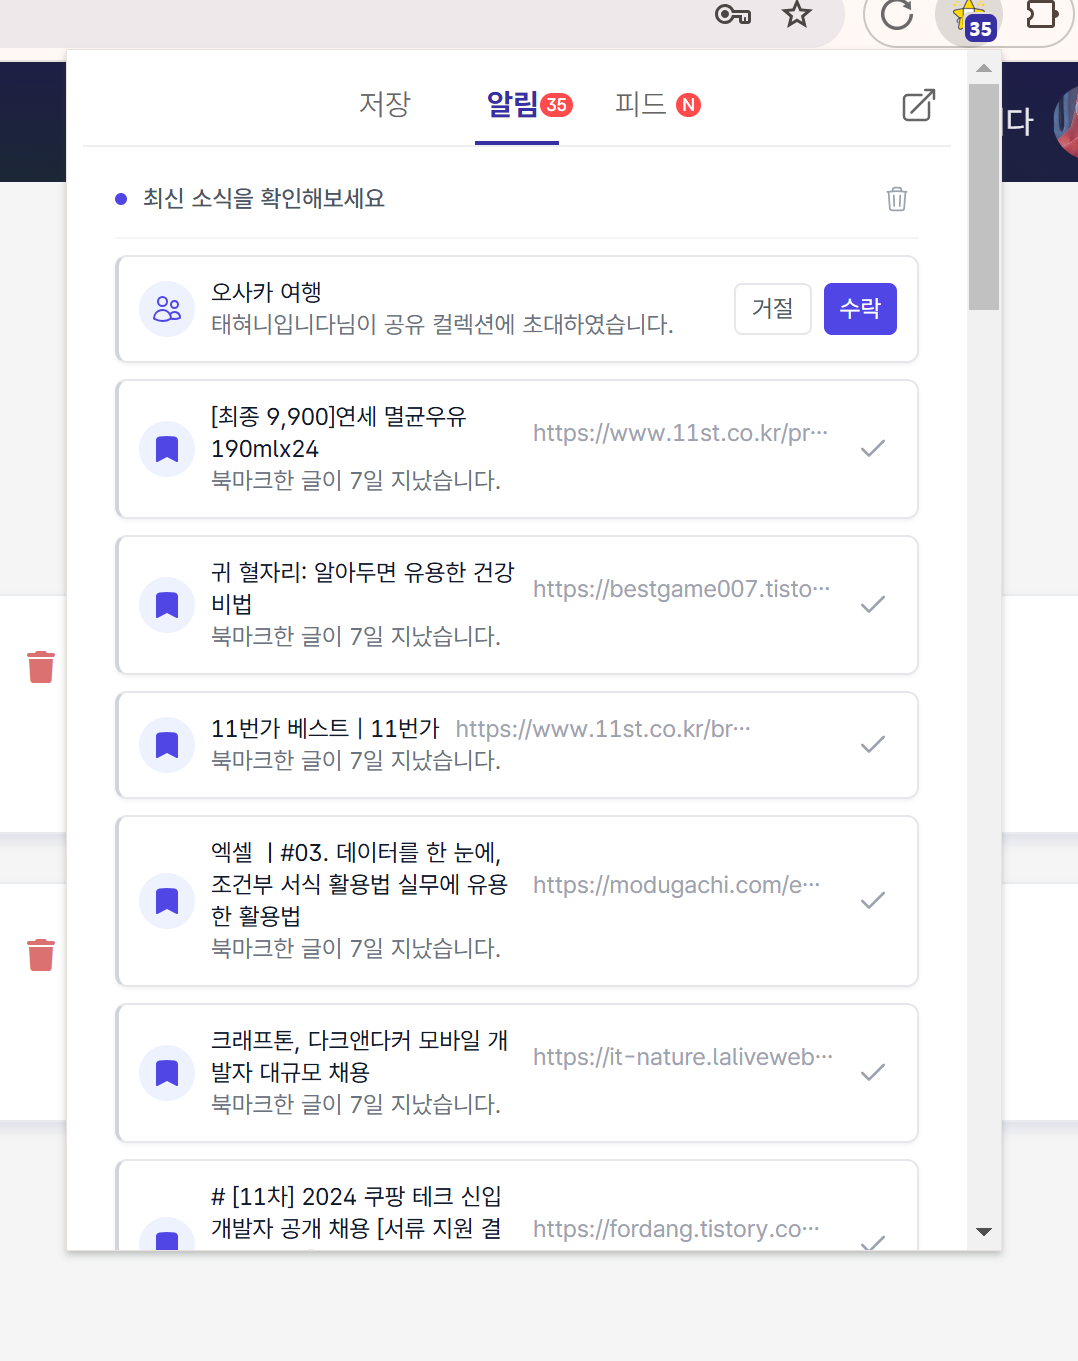 35
저장
알림 35
피드 N
다
최신 소식을 확인해보세요
오사카 여행
태혀니입니다님이 공유 컬렉션에 초대하였습니다.
거절
수락
[최종 9,900]연세 멸균우유
190mlx24
https://www.11st.co.kr/pr···
북마크한 글이 7일 지났습니다.
귀 혈자리: 알아두면 유용한 건강
비법
https://bestgame007.tisto···
북마크한 글이 7일 지났습니다.
11번가 베스트 | 11번가
https://www.11st.co.kr/br···
북마크한 글이 7일 지났습니다.
엑셀 ㅣ#03. 데이터를 한 눈에,
조건부 서식 활용법 실무에 유용
한 활용법
https://modugachi.com/e···
북마크한 글이 7일 지났습니다.
크래프톤, 다크앤다커 모바일 개
발자 대규모 채용
https://it-nature.laliveweb···
북마크한 글이 7일 지났습니다.
# [11차] 2024 쿠팡 테크 신입
개발자 공개 채용 [서류 지원 결
https://fordang.tistory.co···